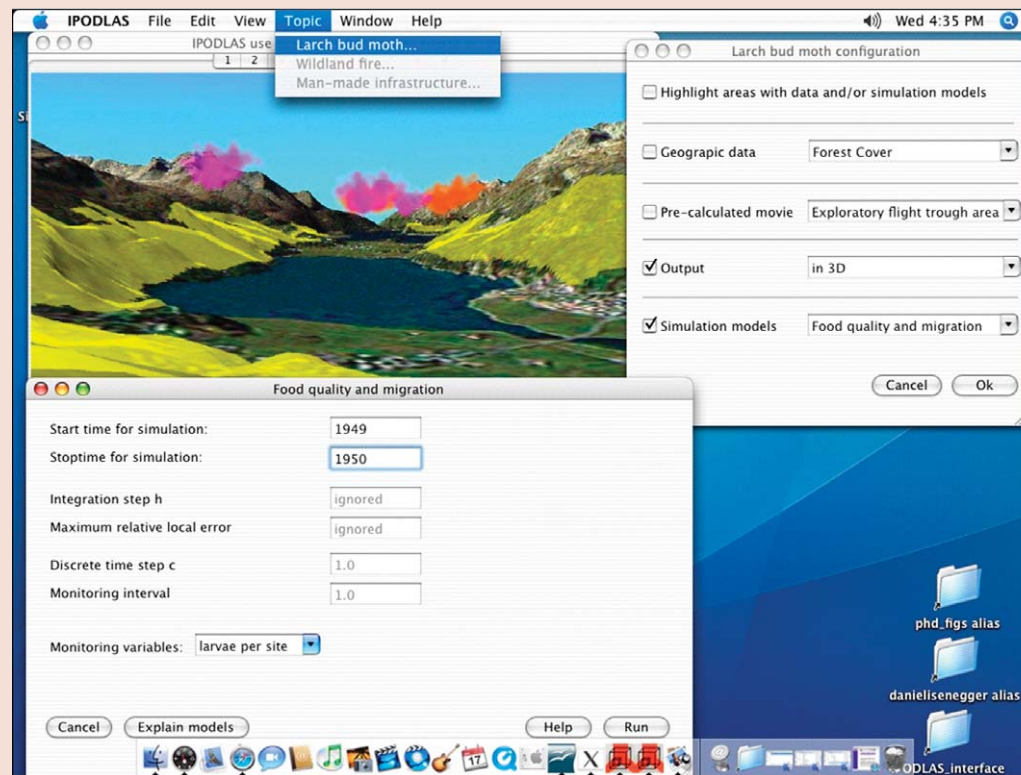 IPODLAS File Edit View Topic Window Help Wed 4:35 PM
IPODLAS use
1 2
Larch bud moth...
Wildland fire...
Man-made infrastructure...
Larch bud moth configuration
Highlight areas with data and/or simulation models
Geograpic data Forest Cover
Pre-calculated movie Exploratory flight trough area
Output in 3D
Simulation models Food quality and migration
Cancel Ok
Food quality and migration
Start time for simulation: 1949
Stoptime for simulation: 1950
Integration step h ignored
Maximum relative local error ignored
Discrete time step c 1.0
Monitoring interval 1.0
Monitoring variables: larvae per site
Cancel Explain models Help Run
phd_figs alias
danielisenegger alias
ODLAS_interface
17